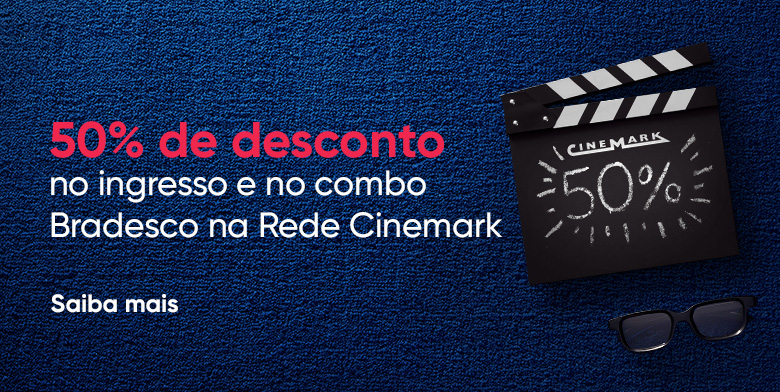 50% de desconto
no ingresso e no combo
Bradesco na Rede Cinemark
Saiba mais
CINEMARK
50%